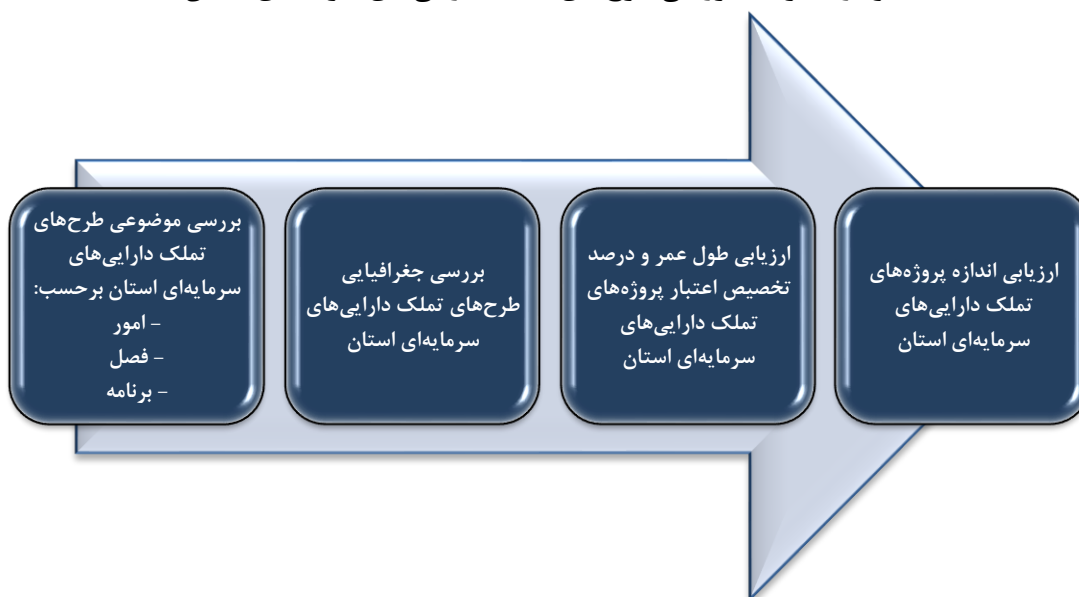 بررسی موضوعی طرح‌های
تملک دارایی‌های
سرمایه‌ای استان برحسب:
- امور
- فصل
- برنامه
بررسی جغرافیایی
طرح‌های تملک دارایی‌های
سرمایه‌ای استان
ارزیابی طول عمر و درصد
تخصیص اعتبار پروژه‌های
تملک دارایی‌های
سرمایه‌ای استان
ارزیابی اندازه پروژه‌های
تملک دارایی‌های
سرمایه‌ای استان